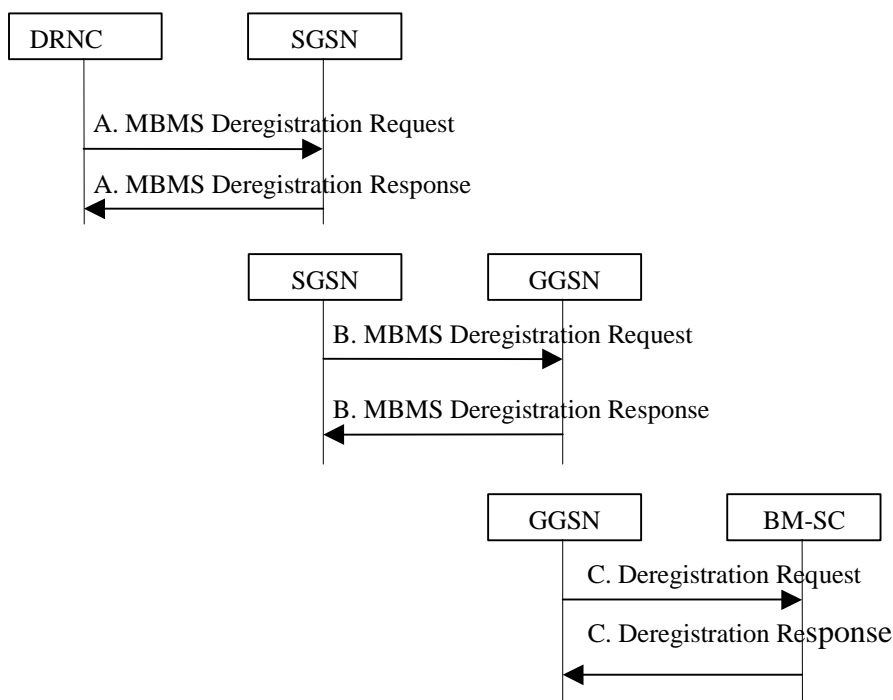 DRNC SGSN
A. MBMS Deregistration Request
A. MBMS Deregistration Response
SGSN GGSN
B. MBMS Deregistration Request
B. MBMS Deregistration Response
GGSN BM-SC
C. Deregistration Request
C. Deregistration Response